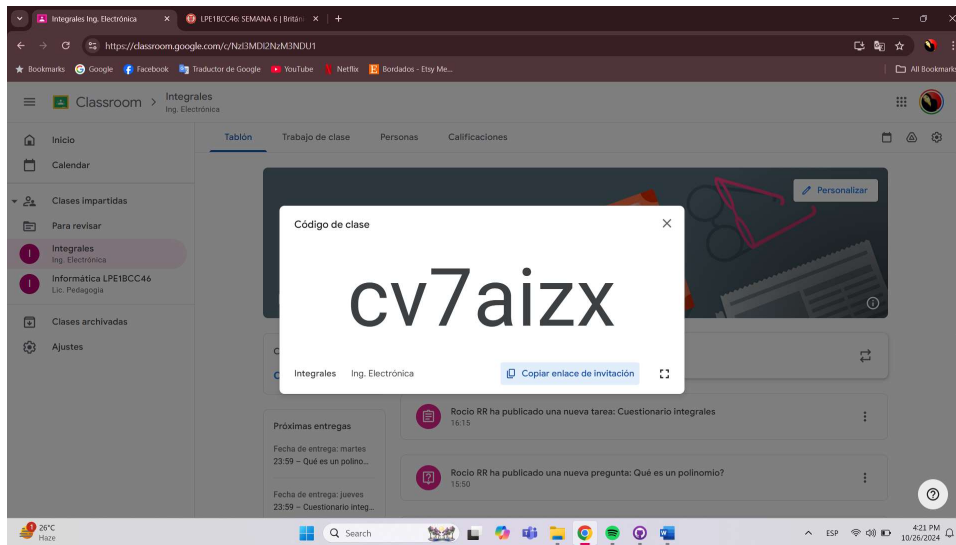 Integrales Ing. Electrónica
LPE1BCC46: SEMANA 6 | Britán
https://classroom.google.com/c/NzI3MDI2NzM3NDU1
Bookmarks Google Facebook Traductor de Google YouTube Netflix Bordados - Etsy Me... All Bookmarks
Classroom > Integrales
Ing. Electrónica
Inicio
Calendar
Clases impartidas
Para revisar
Integrales
Ing. Electrónica
Informática LPE1BCC46
Lic. Pedagogía
Clases archivadas
Ajustes
Tablón Trabajo de clase Personas Calificaciones
Personalizar
Código de clase
cv7aizx
Integrales Ing. Electrónica Copiar enlace de invitación
Próximas entregas
Fecha de entrega: martes
23:59 – Qué es un polino...
Fecha de entrega: jueves
23:59 – Cuestionario integ...
Rocio RR ha publicado una nueva tarea: Cuestionario integrales
16:15
Rocio RR ha publicado una nueva pregunta: Qué es un polinomio?
15:50
1
26°C
Haze
Search
ESP
4:21 PM
10/26/2024